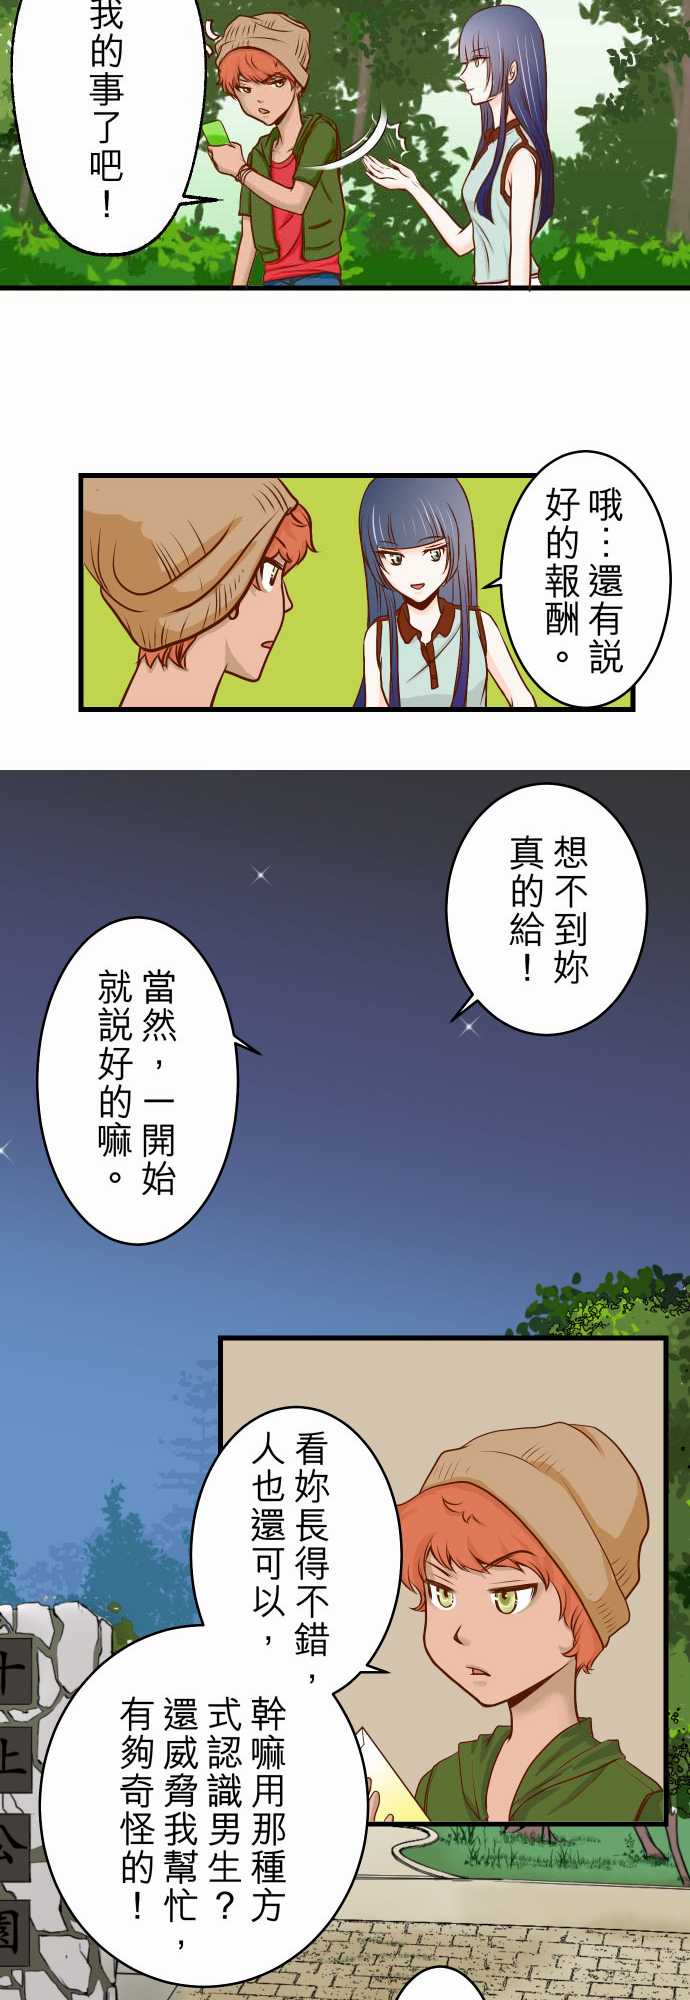 我的事了吧！
哦…還有說
好的報酬。
想不到妳
真的給！
當然，一開始
就說好的嘛。
看妳長得不錯，
人也還可以，
幹嘛用那種方
式認識男生？
還威脅我幫忙，
有夠奇怪的！
公園